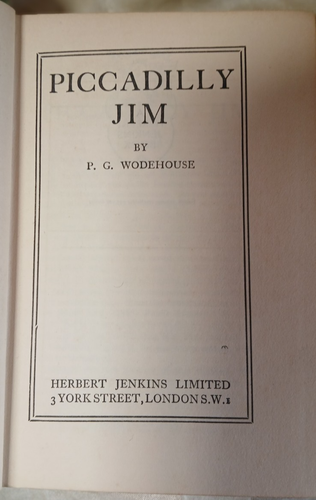 PICCADILLY
JIM
BY
P. G. WODEHOUSE
HERBERT JENKINS LIMITED
3 YORK STREET, LONDON S.W.1